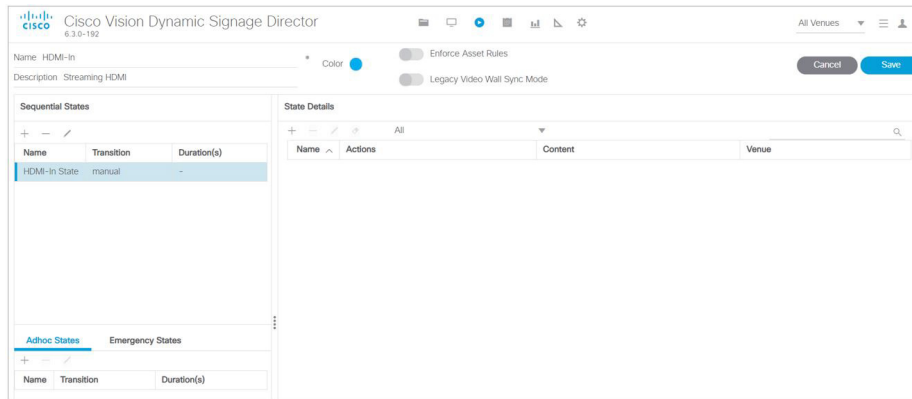 CISCO
Cisco Vision Dynamic Signage Director
6.3.0-192
All Venues
Name HDMI-In
*
Description Streaming HDMI
Color
Enforce Asset Rules
Legacy Video Wall Sync Mode
Cancel
Save
Sequential States
Name Transition Duration(s)
HDMI-In State manual -
Adhoc States Emergency States
Name Transition Duration(s)
State Details
All
Name Actions Content Venue